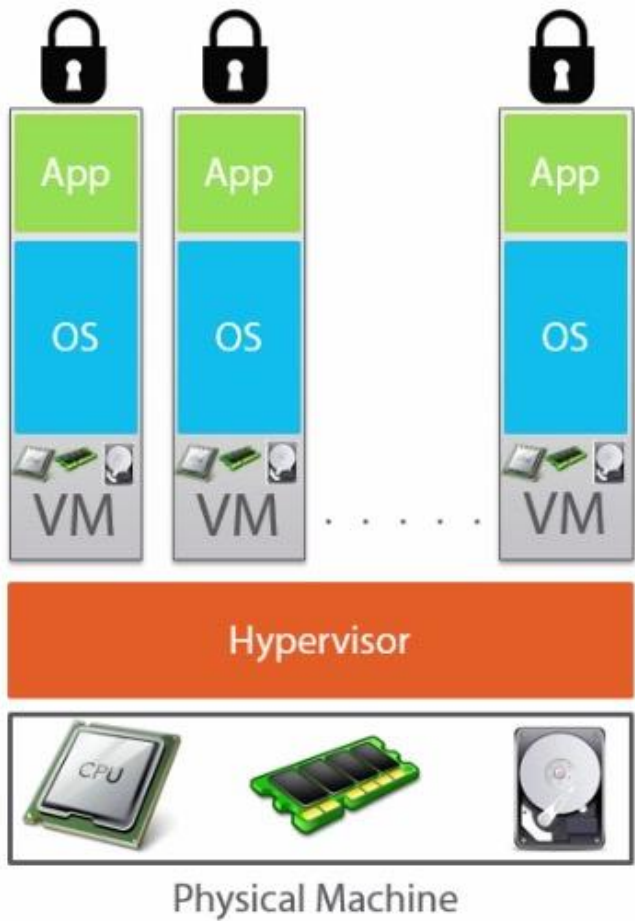 App App App
OS OS OS
VM VM . . . . . VM
Hypervisor
CPU
Physical Machine